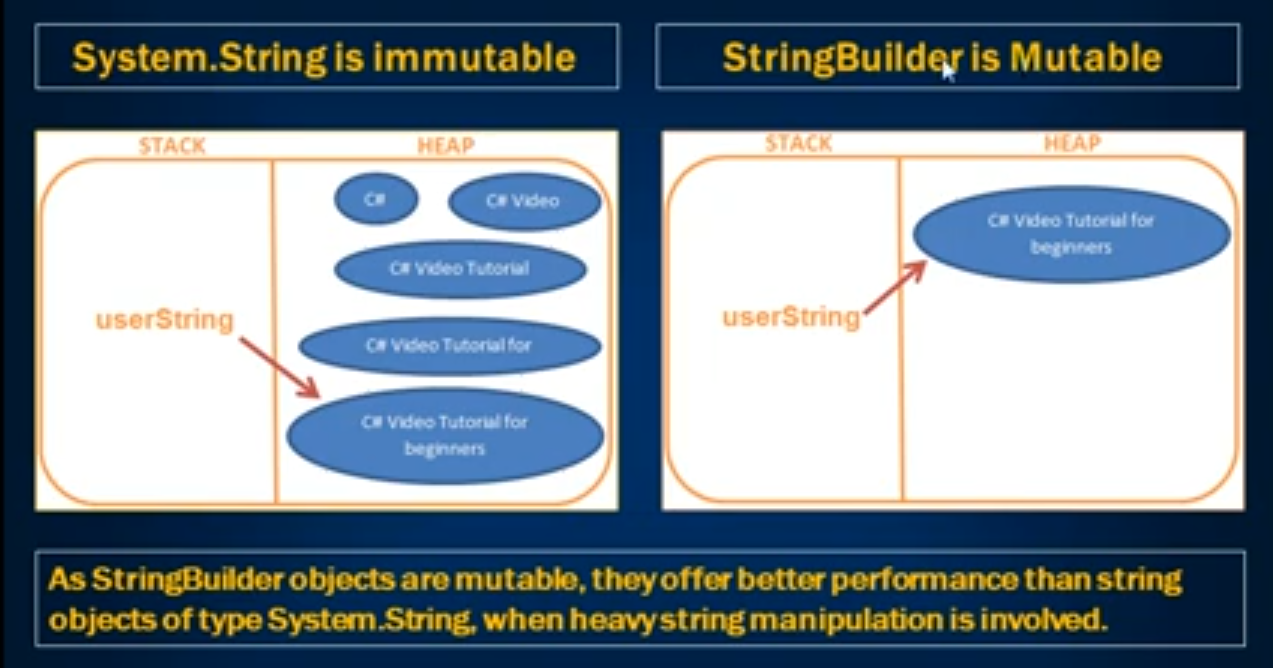 System.String is immutable
StringBuilder is Mutable
STACK
HEAP
C#
C# Video
C# Video Tutorial
userString
C# Video Tutorial for
C# Video Tutorial for
beginners
STACK
HEAP
C# Video Tutorial for
beginners
userString
As StringBuilder objects are mutable, they offer better performance than string
objects of type System.String, when heavy string manipulation is involved.